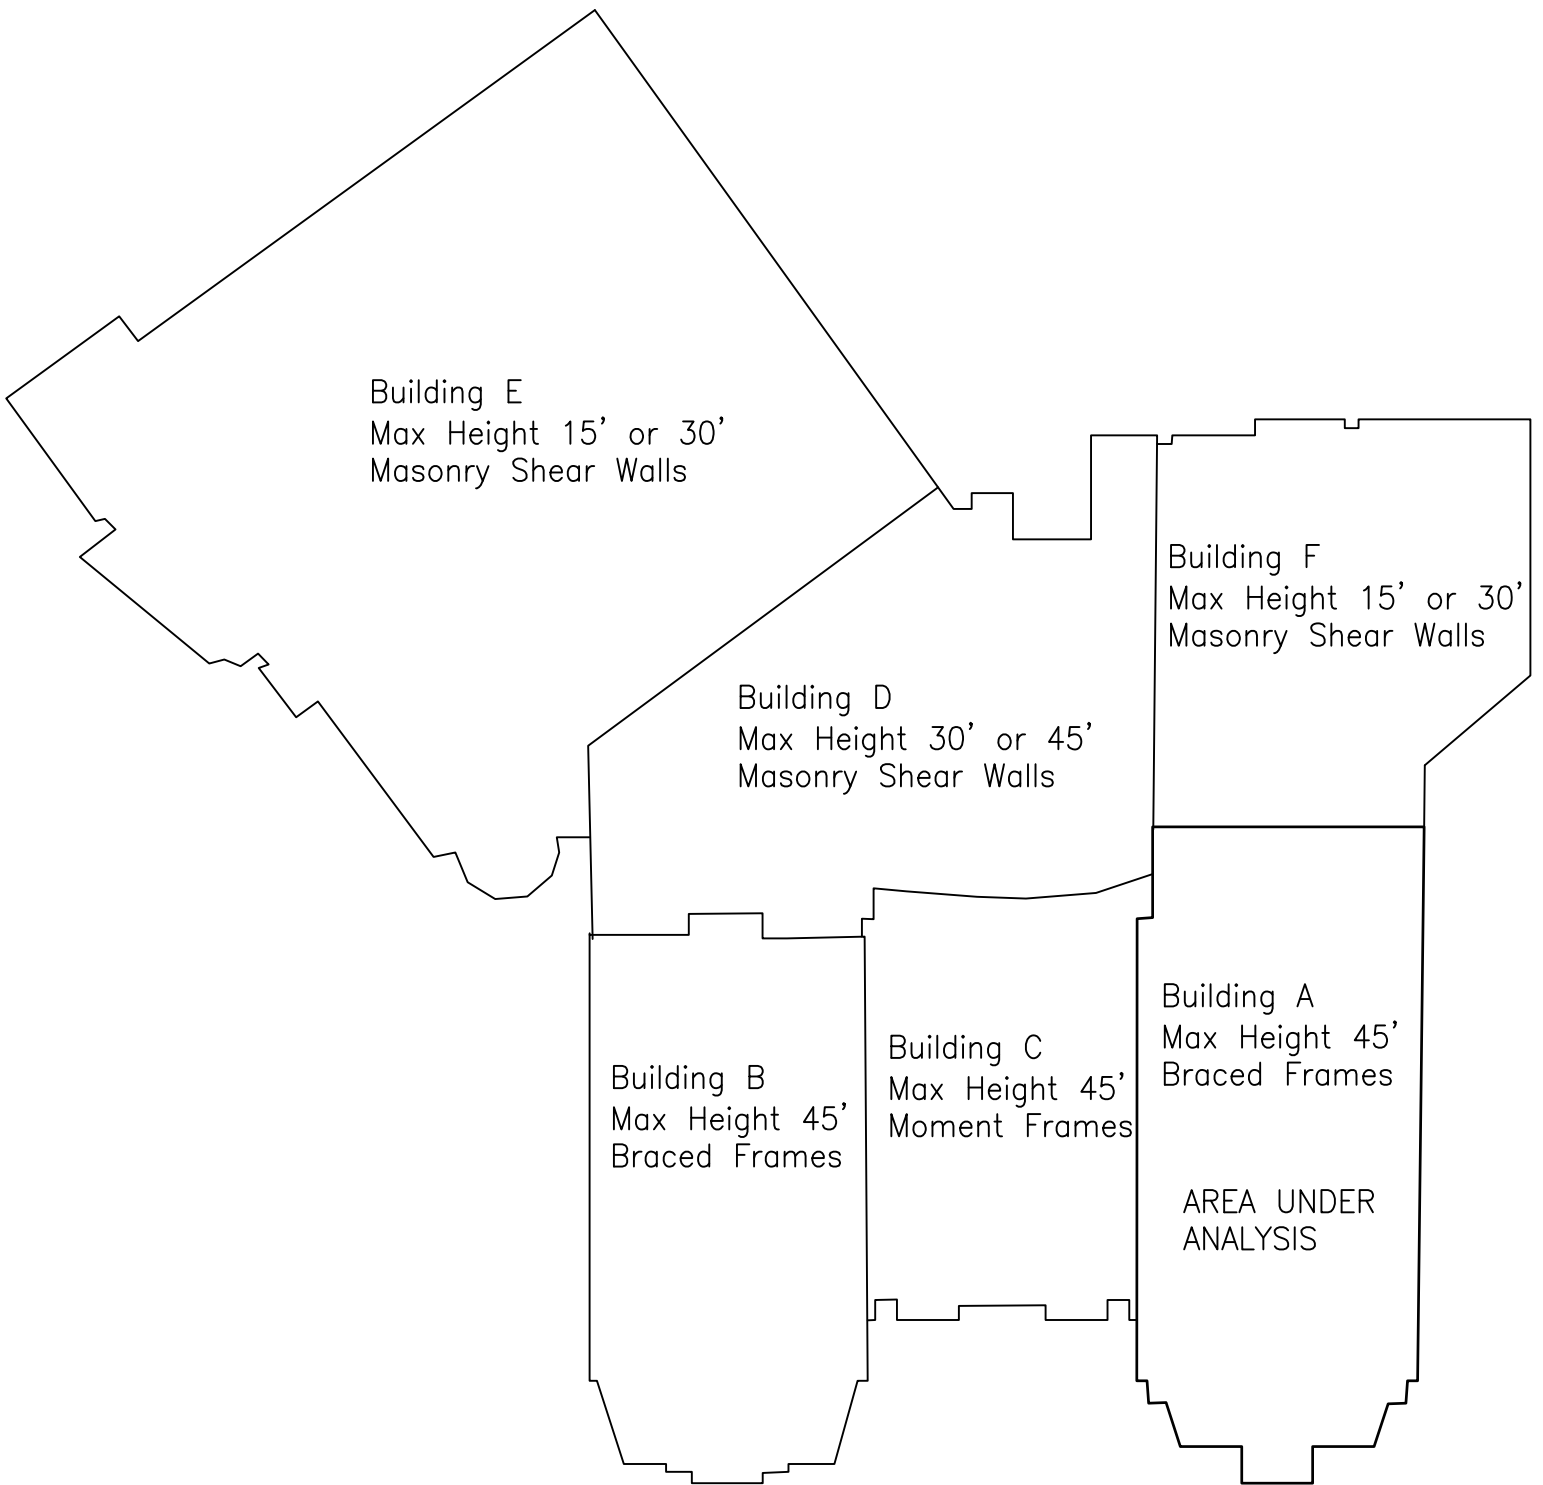 Building E
Max Height 15' or 30'
Masonry Shear Walls
Building F
Max Height 15' or 30'
Masonry Shear Walls
Building D
Max Height 30' or 45'
Masonry Shear Walls
Building A
Max Height 45'
Braced Frames
AREA UNDER
ANALYSIS
Building C
Max Height 45'
Moment Frames
Building B
Max Height 45'
Braced Frames